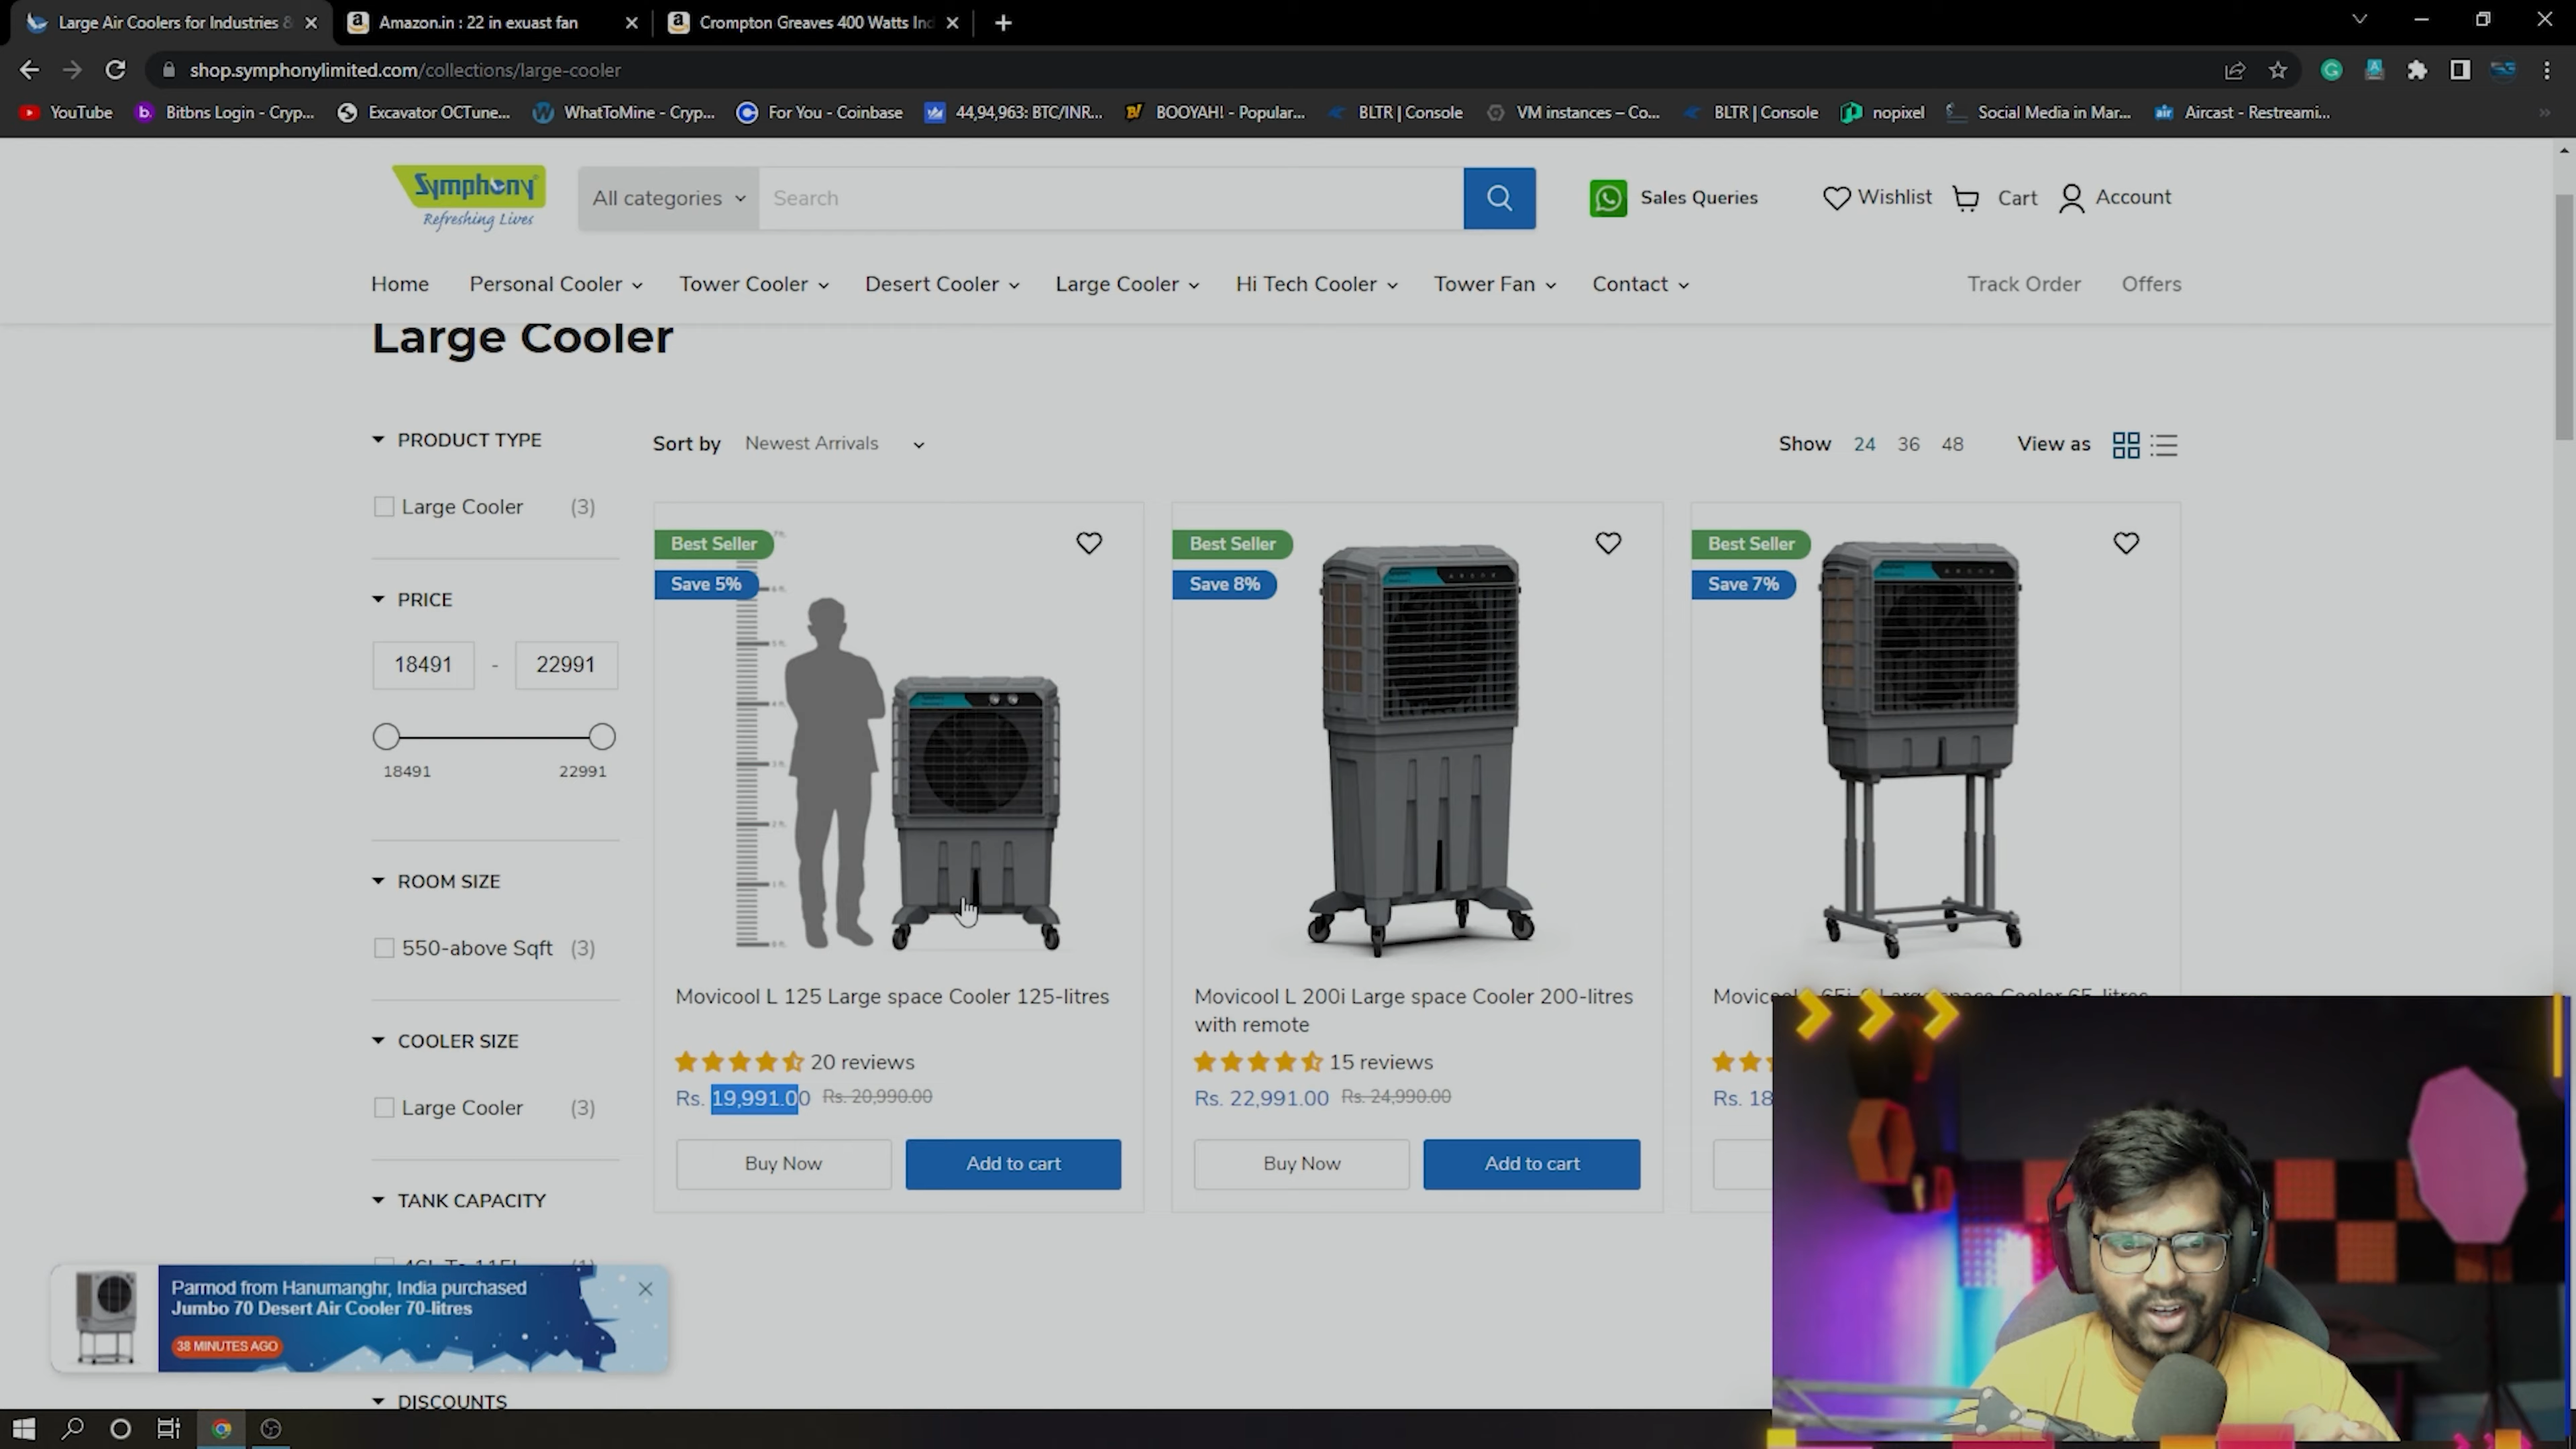 Large Air Coolers for Industries &
Amazon.in : 22 in exuast fan
Crompton Greaves 400 Watts Ind
shop.symphonylimited.com/collections/large-cooler
YouTube
Bitbns Login - Cryp...
Excavator OCTune...
WhatToMine - Cryp...
For You - Coinbase
44,94,963: BTC/INR...
BOOYAH! - Popular...
BLTR | Console
VM instances – Co...
BLTR | Console
nopixel
Social Media in Mar...
Aircast - Restreami...
Symphony
Refreshing Lives
All categories
Search
Sales Queries
Wishlist
Cart
Account
Home
Personal Cooler
Tower Cooler
Desert Cooler
Large Cooler
Hi Tech Cooler
Tower Fan
Contact
Track Order
Offers
Large Cooler
PRODUCT TYPE
Large Cooler (3)
PRICE
18491 - 22991
18491 22991
ROOM SIZE
550-above Sqft (3)
COOLER SIZE
Large Cooler (3)
TANK CAPACITY
DISCOUNTS
Sort by Newest Arrivals
Show 24 36 48
View as
Best Seller
Save 5%
Movicool L 125 Large space Cooler 125-litres
20 reviews
Rs. 19,991.00 Rs. 20,990.00
Buy Now
Add to cart
Best Seller
Save 8%
Movicool L 200i Large space Cooler 200-litres
with remote
15 reviews
Rs. 22,991.00 Rs. 24,990.00
Buy Now
Add to cart
Best Seller
Save 7%
Rs. 18
Parmod from Hanumanghr, India purchased
Jumbo 70 Desert Air Cooler 70-litres
38 MINUTES AGO